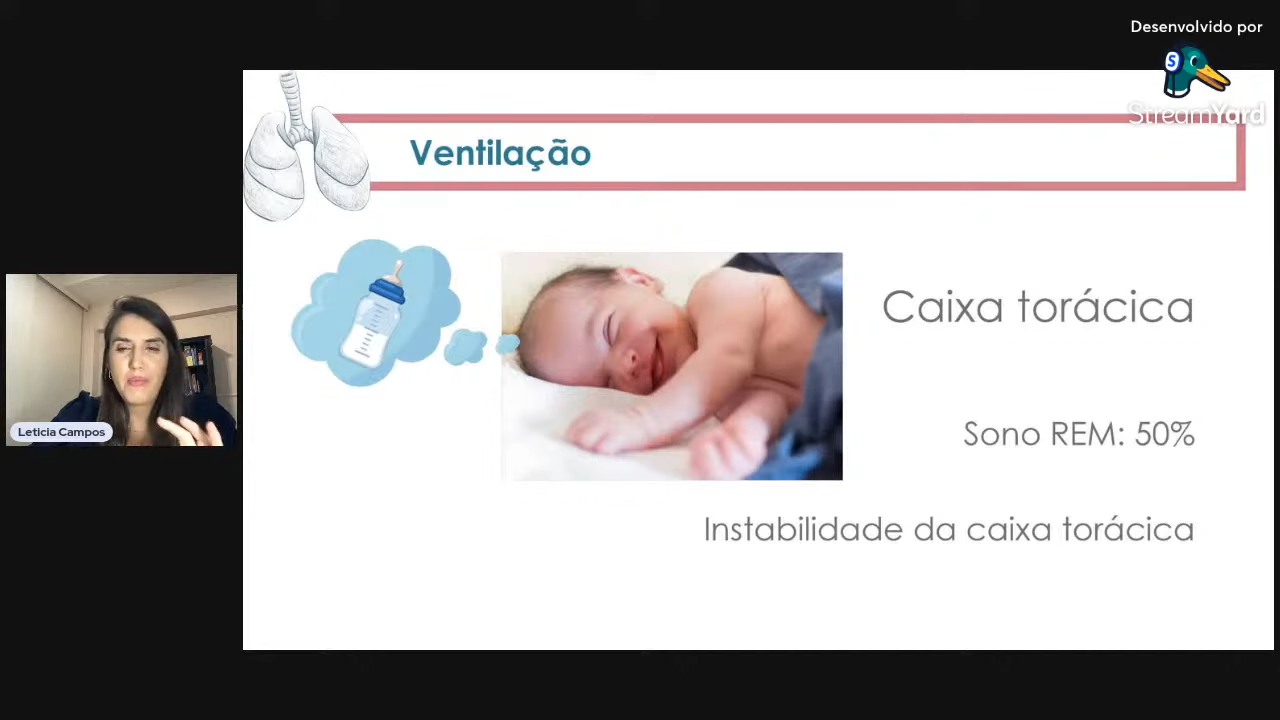 Desenvolvido por
S
StreamYard
Ventilação
Caixa torácica
Sono REM: 50%
Instabilidade da caixa torácica
Leticia Campos